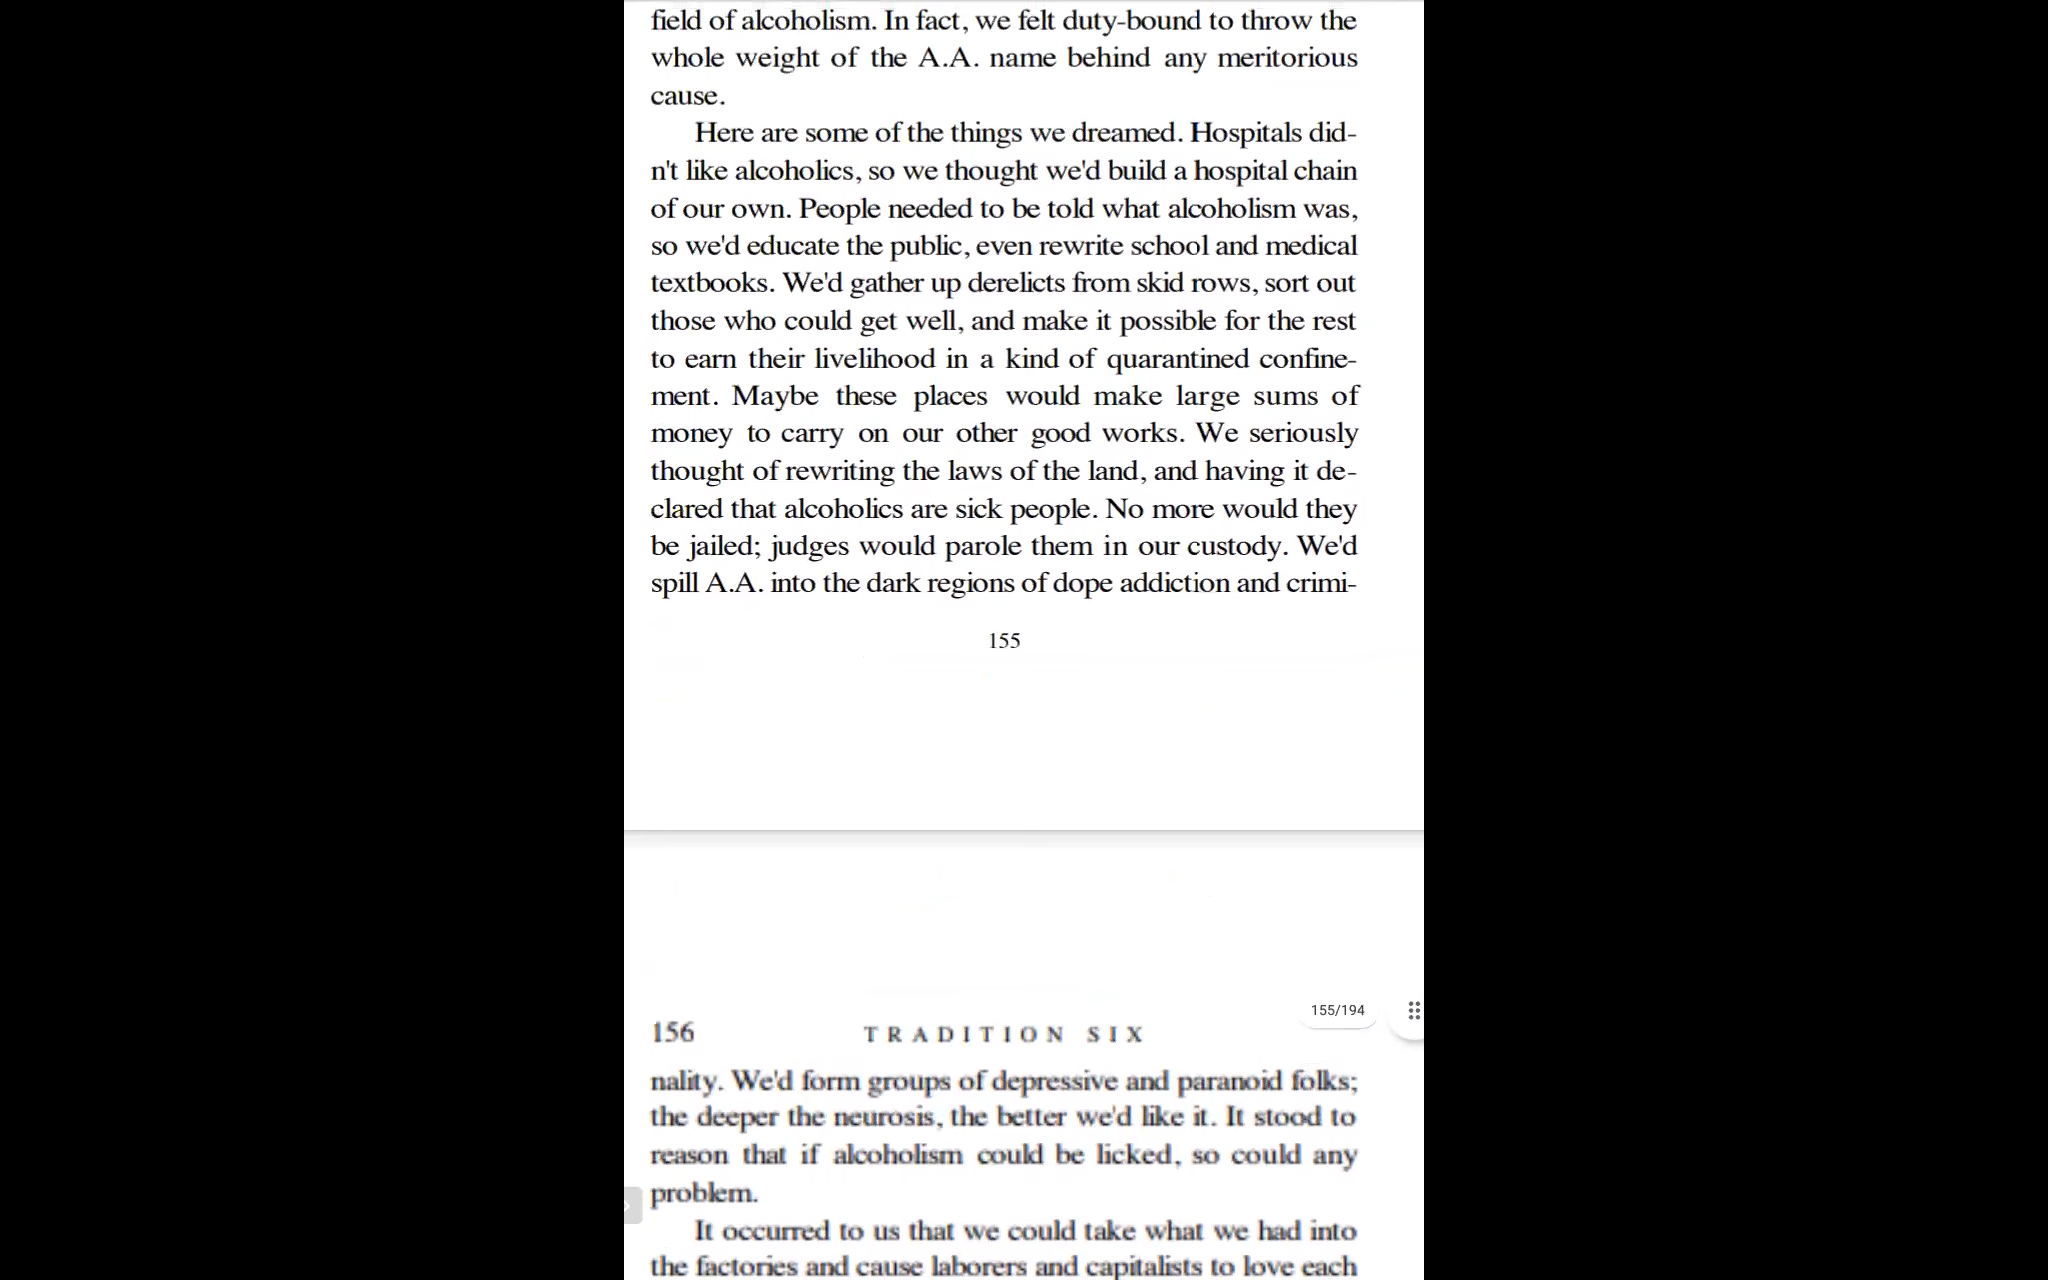 field of alcoholism. In fact, we felt duty-bound to throw the
whole weight of the A.A. name behind any meritorious
cause.
Here are some of the things we dreamed. Hospitals did-
n't like alcoholics, so we thought we'd build a hospital chain
of our own. People needed to be told what alcoholism was,
so we'd educate the public, even rewrite school and medical
textbooks. We'd gather up derelicts from skid rows, sort out
those who could get well, and make it possible for the rest
to earn their livelihood in a kind of quarantined confine-
ment. Maybe these places would make large sums of
money to carry on our other good works. We seriously
thought of rewriting the laws of the land, and having it de-
clared that alcoholics are sick people. No more would they
be jailed; judges would parole them in our custody. We'd
spill A.A. into the dark regions of dope addiction and crimi-
155
155/194
156 TRADITION SIX
nality. We'd form groups of depressive and paranoid folks;
the deeper the neurosis, the better we'd like it. It stood to
reason that if alcoholism could be licked, so could any
problem.
It occurred to us that we could take what we had into
the factories and cause laborers and capitalists to love each